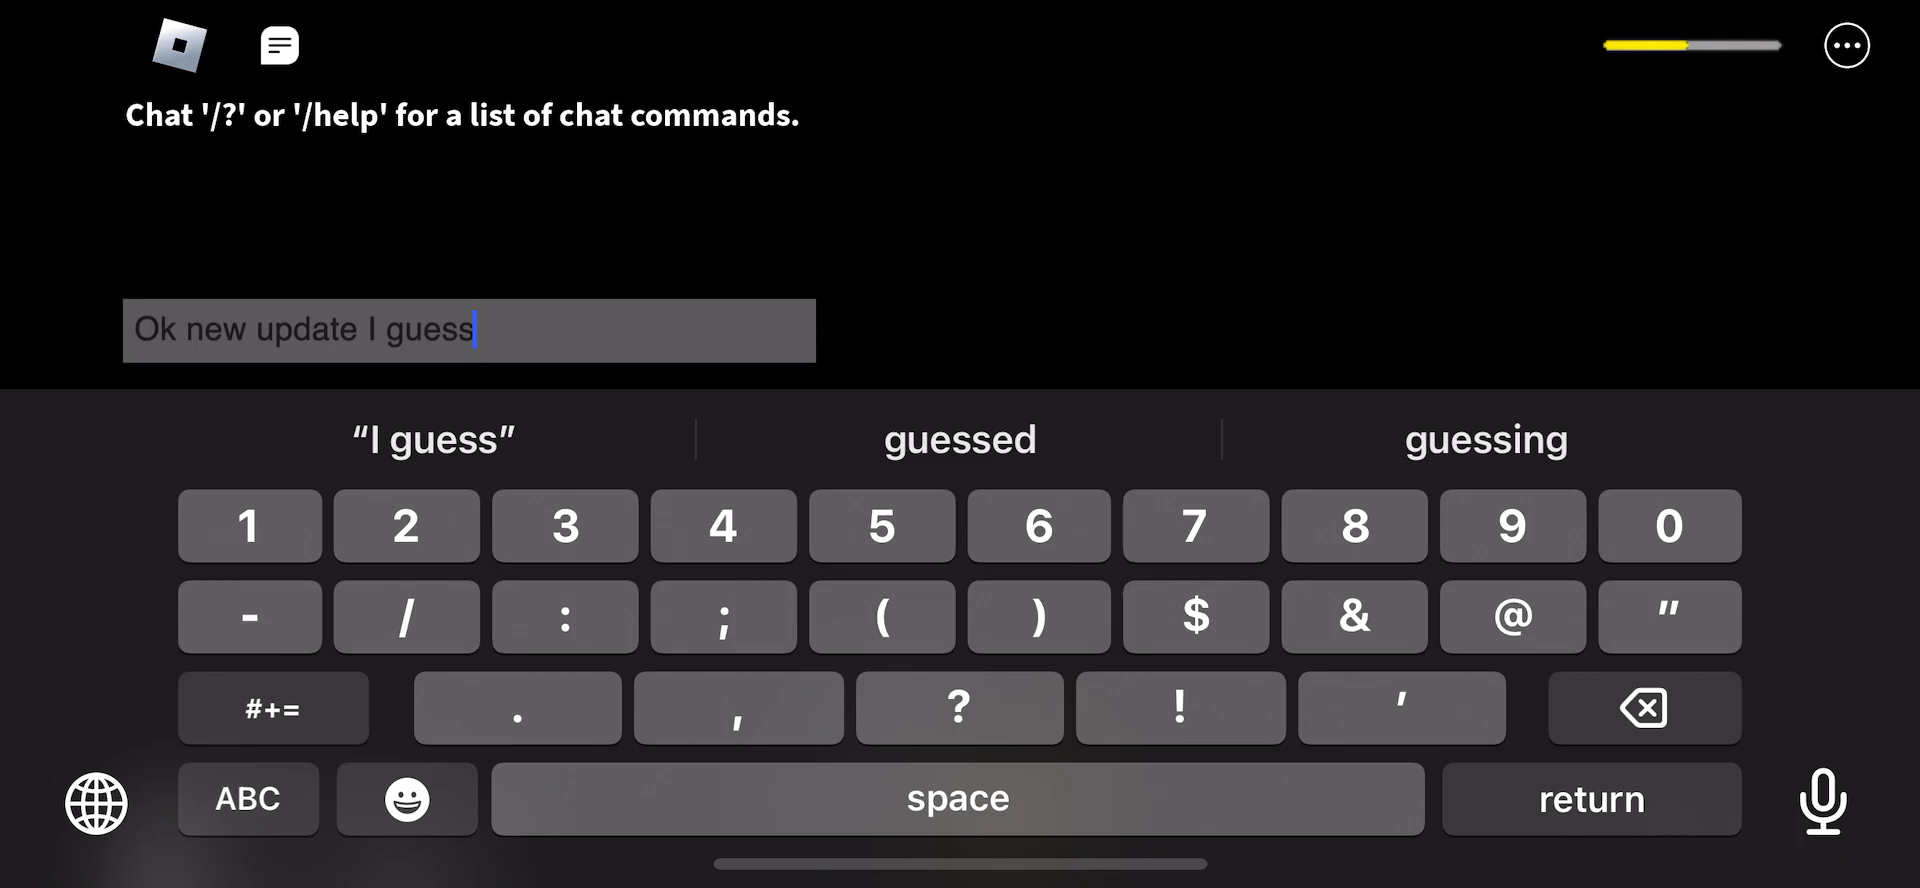 Chat '/?' or '/help' for a list of chat commands.
Ok new update I guess
“I guess” guessed guessing
1 2 3 4 5 6 7 8 9 0
- / : ; ( ) $ & @ "
#+= . , ? ! '
ABC space return